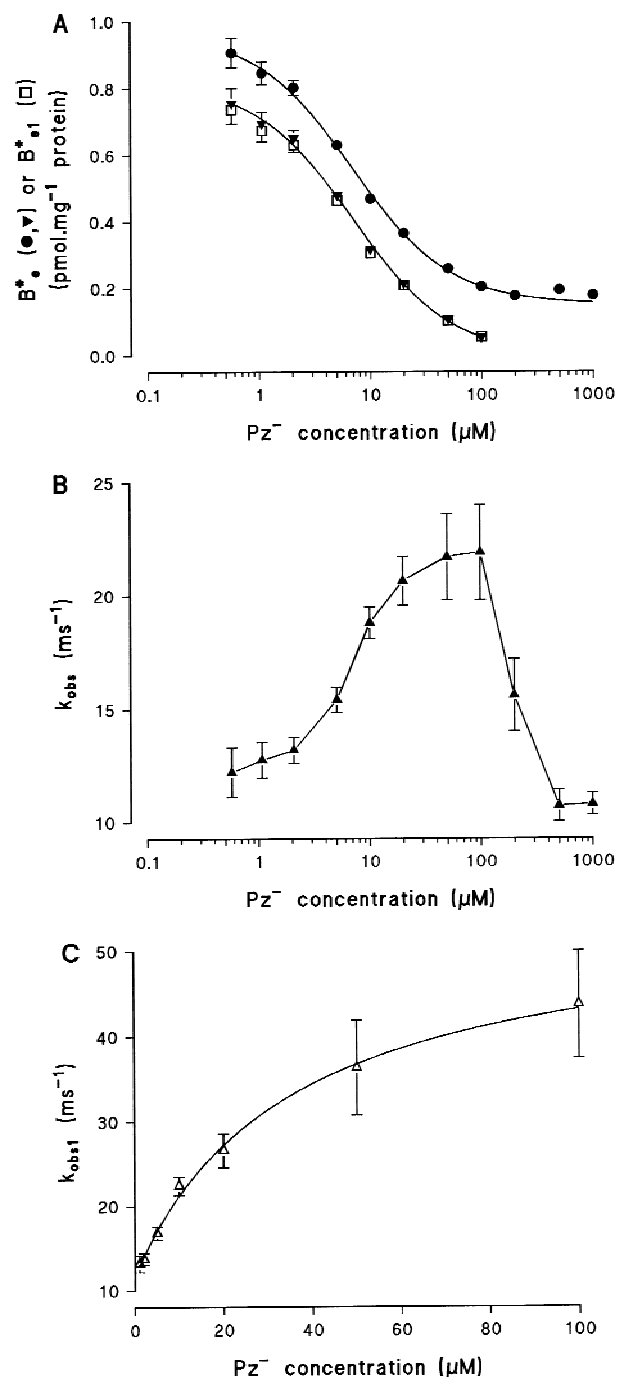 A
B*e (●,▼) or B*e1 (□)
(pmol.mg⁻¹ protein)
1.0
0.8
0.6
0.4
0.2
0.0
0.1 1 10 100 1000
Pz⁻ concentration (µM)
B
kobs (ms⁻¹)
25
20
15
10
0.1 1 10 100 1000
Pz⁻ concentration (µM)
C
kobs1 (ms⁻¹)
50
40
30
20
10
0 20 40 60 80 100
Pz⁻ concentration (µM)